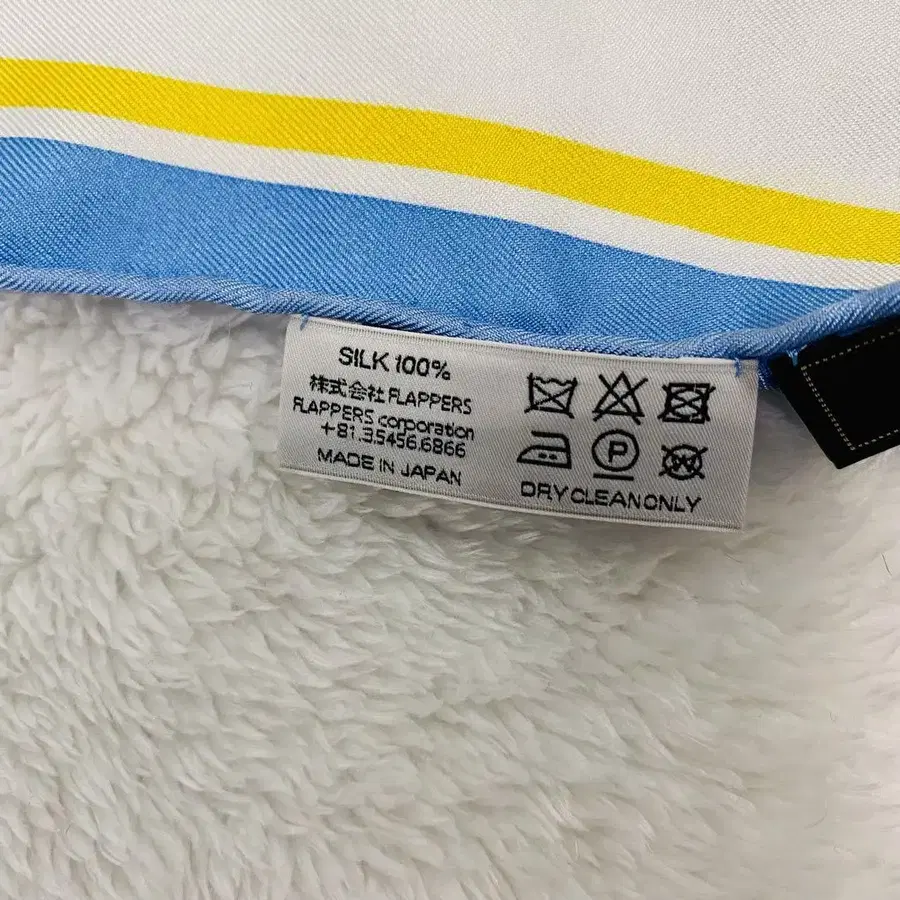 SILK 100%
株式会社 FLAPPERS
FLAPPERS corporation
+81.3.5456.6866
MADE IN JAPAN
P
W
DRY CLEAN ONLY